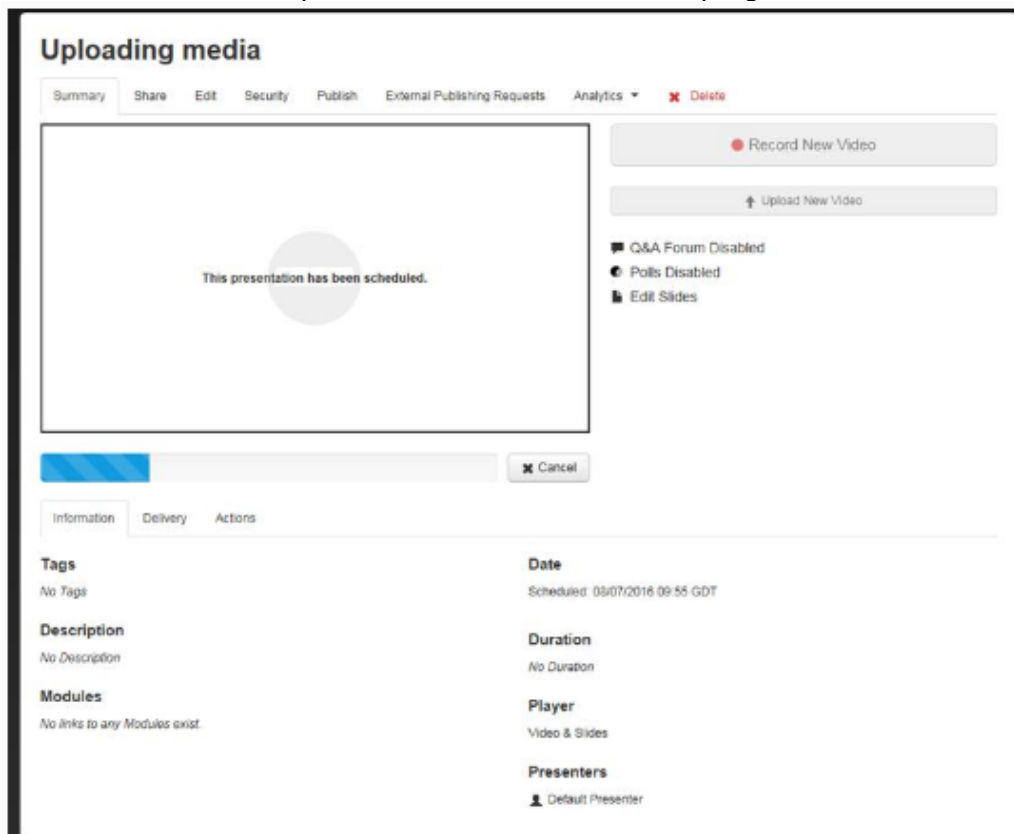 Uploading media
Summary Share Edit Security Publish External Publishing Requests Analytics Delete
This presentation has been scheduled.
Record New Video
Upload New Video
Q&A Forum Disabled
Polls Disabled
Edit Slides
Cancel
Information Delivery Actions
Tags
No Tags
Description
No Description
Modules
No links to any Modules exist.
Date
Scheduled: 08/07/2016 09:55 GDT
Duration
No Duration
Player
Video & Slides
Presenters
Default Presenter